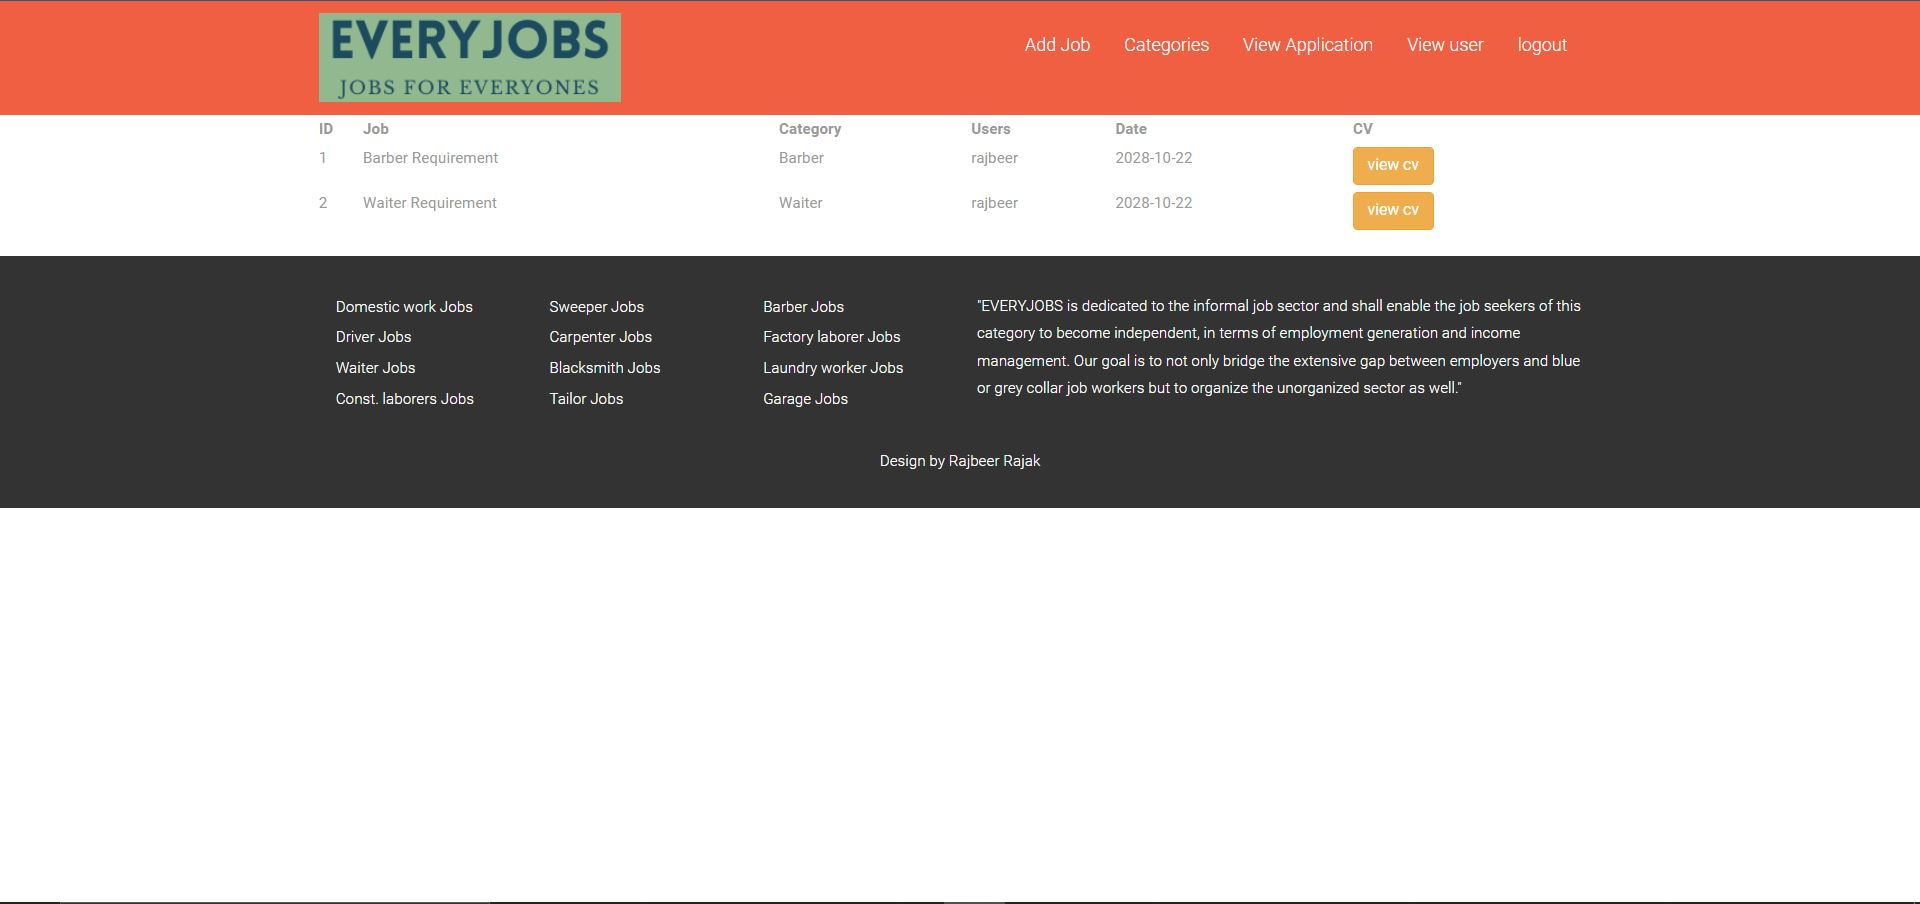 EVERYJOBS
JOBS FOR EVERYONES
Add Job Categories View Application View user logout
ID Job Category Users Date CV
1 Barber Requirement Barber rajbeer 2028-10-22 view cv
2 Waiter Requirement Waiter rajbeer 2028-10-22 view cv
Domestic work Jobs
Driver Jobs
Waiter Jobs
Const. laborers Jobs
Sweeper Jobs
Carpenter Jobs
Blacksmith Jobs
Tailor Jobs
Barber Jobs
Factory laborer Jobs
Laundry worker Jobs
Garage Jobs
"EVERYJOBS is dedicated to the informal job sector and shall enable the job seekers of this
category to become independent, in terms of employment generation and income
management. Our goal is to not only bridge the extensive gap between employers and blue
or grey collar job workers but to organize the unorganized sector as well."
Design by Rajbeer Rajak